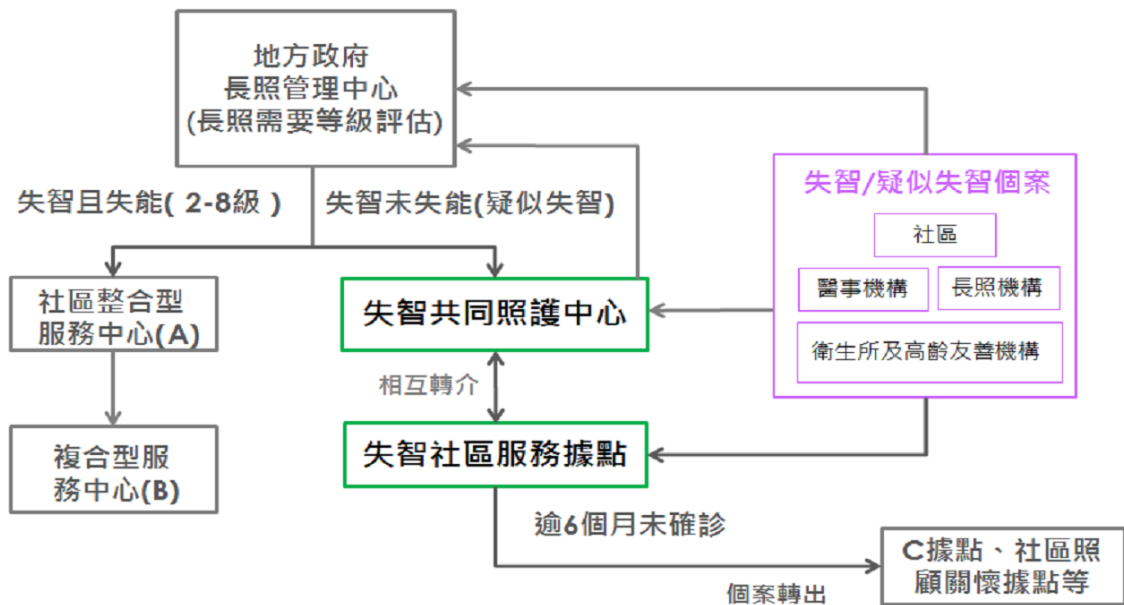 地方政府
長照管理中心
(長照需要等級評估)
失智且失能( 2-8級 )
失智未失能(疑似失智)
失智/疑似失智個案
社區
醫事機構
長照機構
衛生所及高齡友善機構
社區整合型
服務中心(A)
失智共同照護中心
相互轉介
複合型服
務中心(B)
失智社區服務據點
逾6個月未確診
個案轉出
C據點、社區照
顧關懷據點等